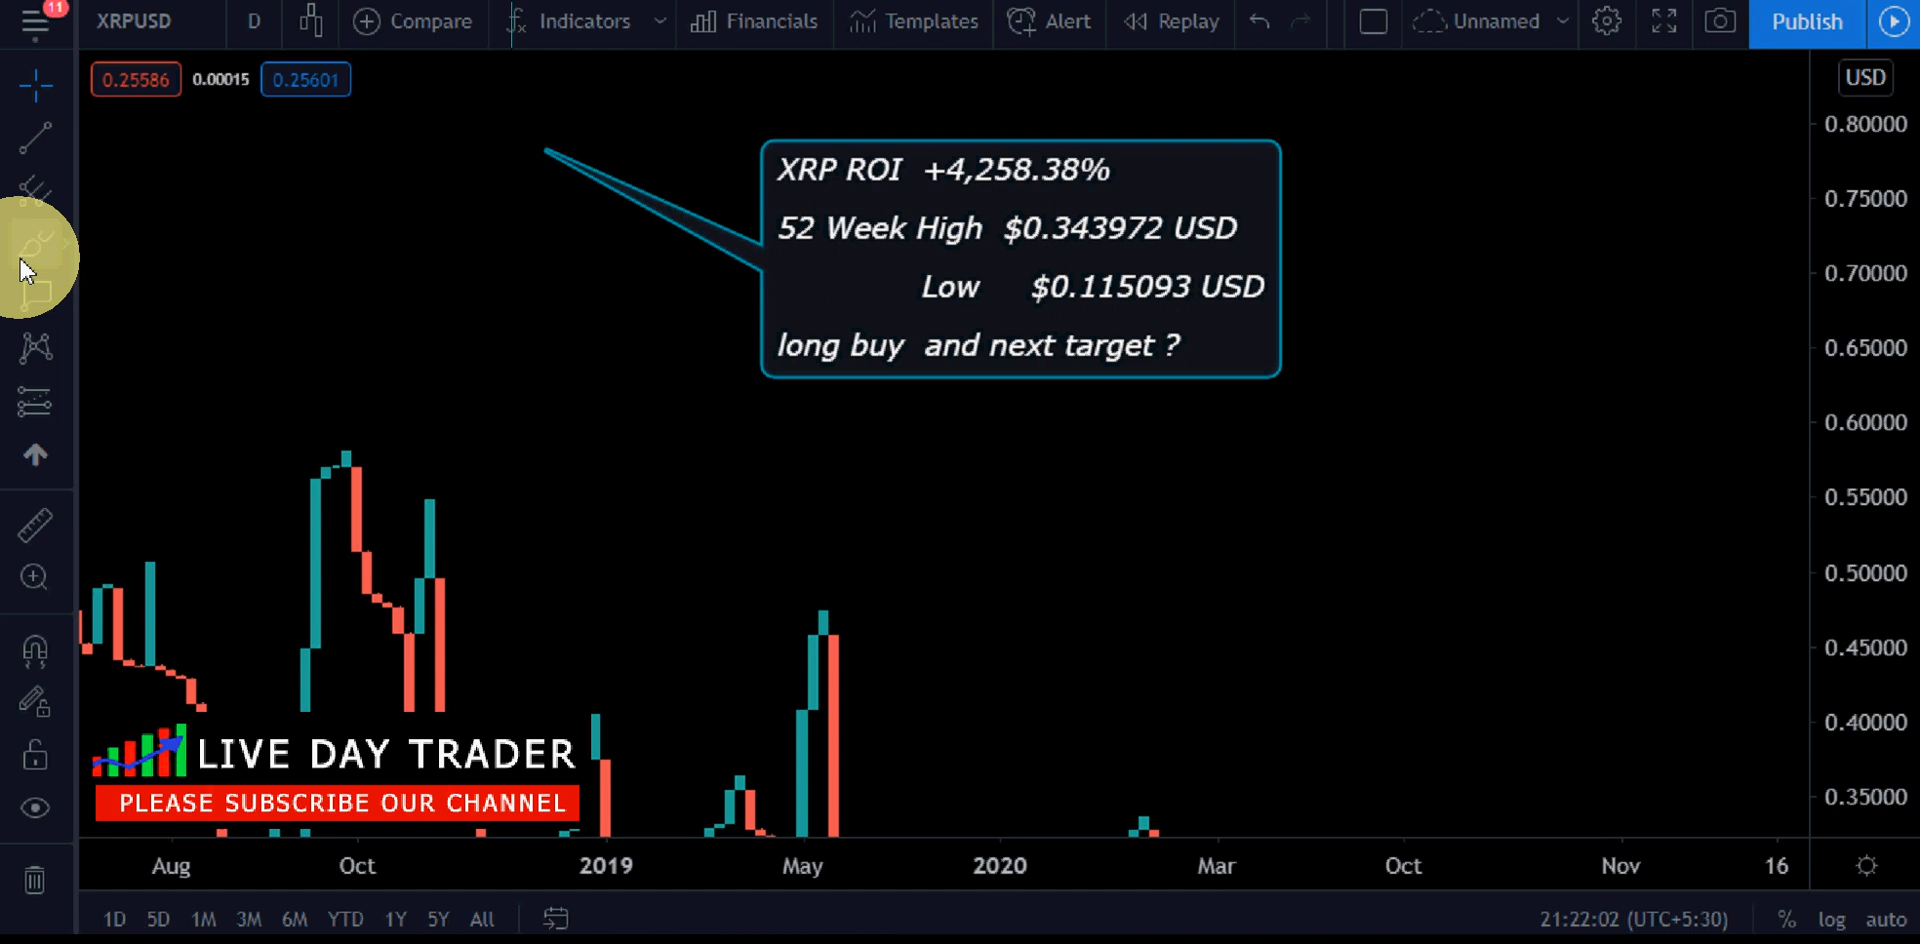 11
XRPUSD D Compare Indicators Financials Templates Alert Replay Unnamed Publish
0.25586 0.00015 0.25601
USD
XRP ROI +4,258.38%
52 Week High $0.343972 USD
Low $0.115093 USD
long buy and next target ?
0.80000
0.75000
0.70000
0.65000
0.60000
0.55000
0.50000
0.45000
0.40000
0.35000
LIVE DAY TRADER
PLEASE SUBSCRIBE OUR CHANNEL
Aug Oct 2019 May 2020 Mar Oct Nov 16
1D 5D 1M 3M 6M YTD 1Y 5Y All 21:22:02 (UTC+5:30) % log auto